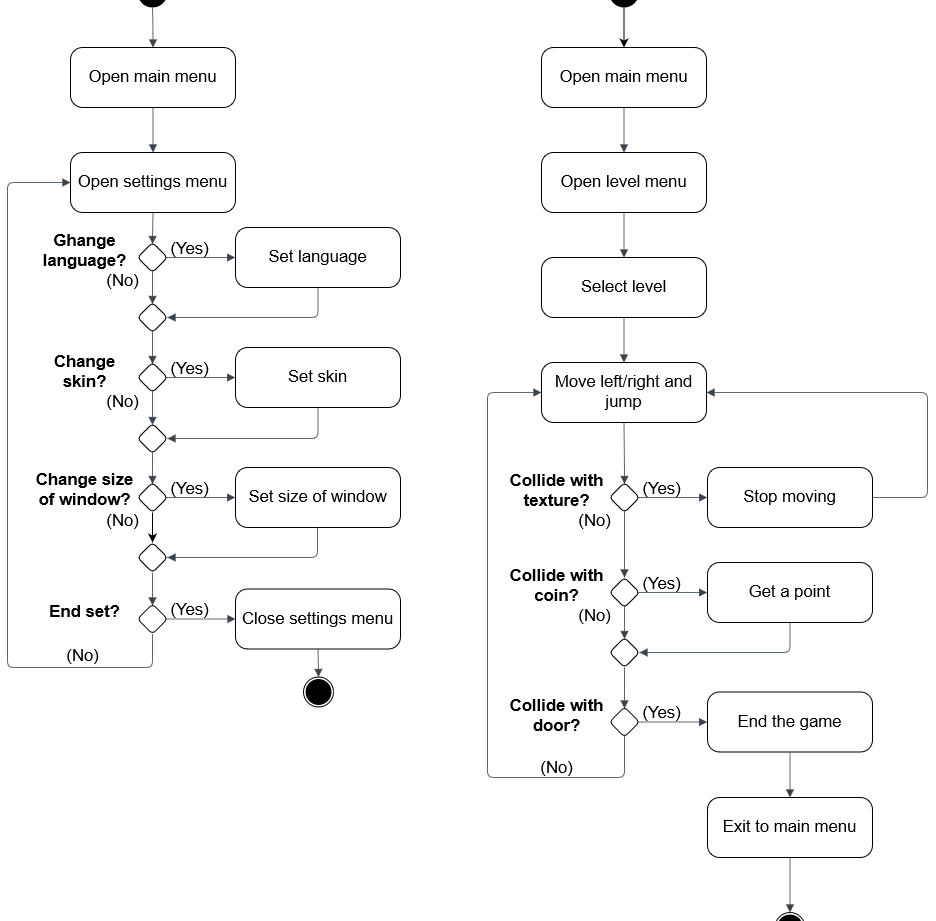 Open main menu
Open settings menu
Ghange
language?
(Yes)
(No)
Set language
Change
skin?
(Yes)
(No)
Set skin
Change size
of window?
(Yes)
(No)
Set size of window
End set?
(Yes)
(No)
Close settings menu
Open main menu
Open level menu
Select level
Move left/right and
jump
Collide with
texture?
(Yes)
(No)
Stop moving
Collide with
coin?
(Yes)
(No)
Get a point
Collide with
door?
(Yes)
(No)
End the game
Exit to main menu